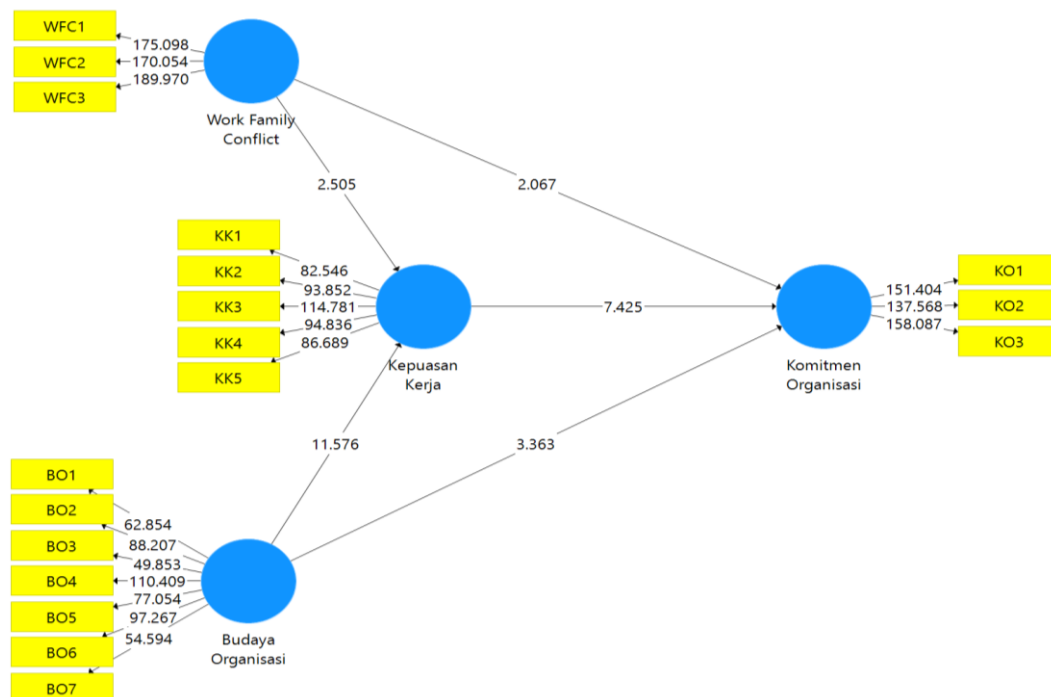 WFC1
WFC2
WFC3
175.098
170.054
189.970
Work Family
Conflict
2.505
2.067
KK1
KK2
KK3
KK4
KK5
82.546
93.852
114.781
94.836
86.689
Kepuasan
Kerja
7.425
Komitmen
Organisasi
151.404
137.568
158.087
KO1
KO2
KO3
11.576
3.363
BO1
BO2
BO3
BO4
BO5
BO6
BO7
62.854
88.207
49.853
110.409
77.054
97.267
54.594
Budaya
Organisasi